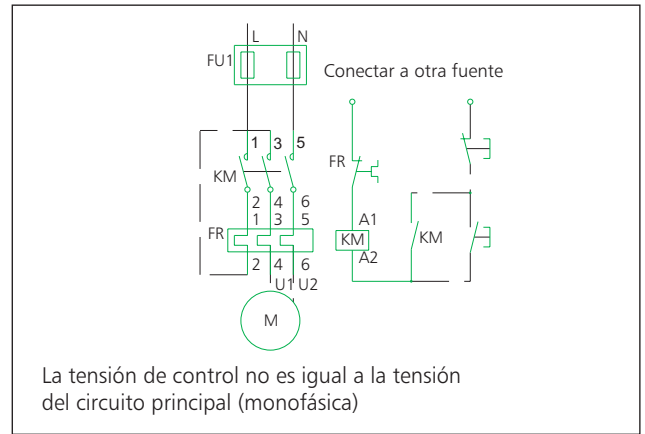 L N
FU1
Conectar a otra fuente
1 3 5
KM
FR
2 4 6
1 3 5
FR
A1
KM
A2
KM
2 4 6
U1 U2
M
La tensión de control no es igual a la tensión
del circuito principal (monofásica)